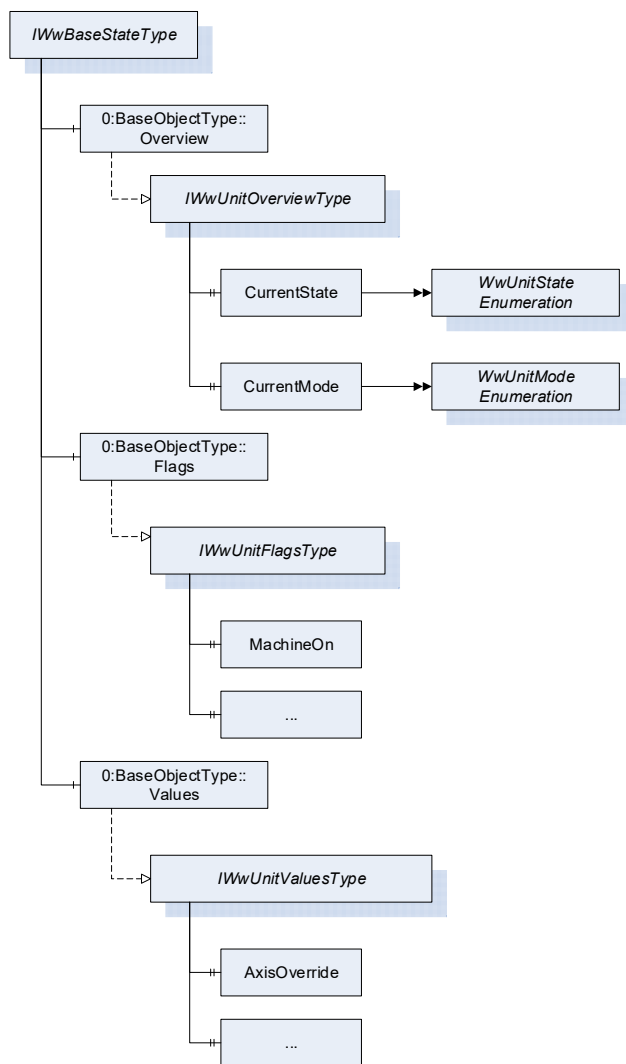 IWwBaseStateType
0:BaseObjectType::
Overview
IWwUnitOverviewType
CurrentState
WwUnitState
Enumeration
CurrentMode
WwUnitMode
Enumeration
0:BaseObjectType::
Flags
IWwUnitFlagsType
MachineOn
...
0:BaseObjectType::
Values
IWwUnitValuesType
AxisOverride
...